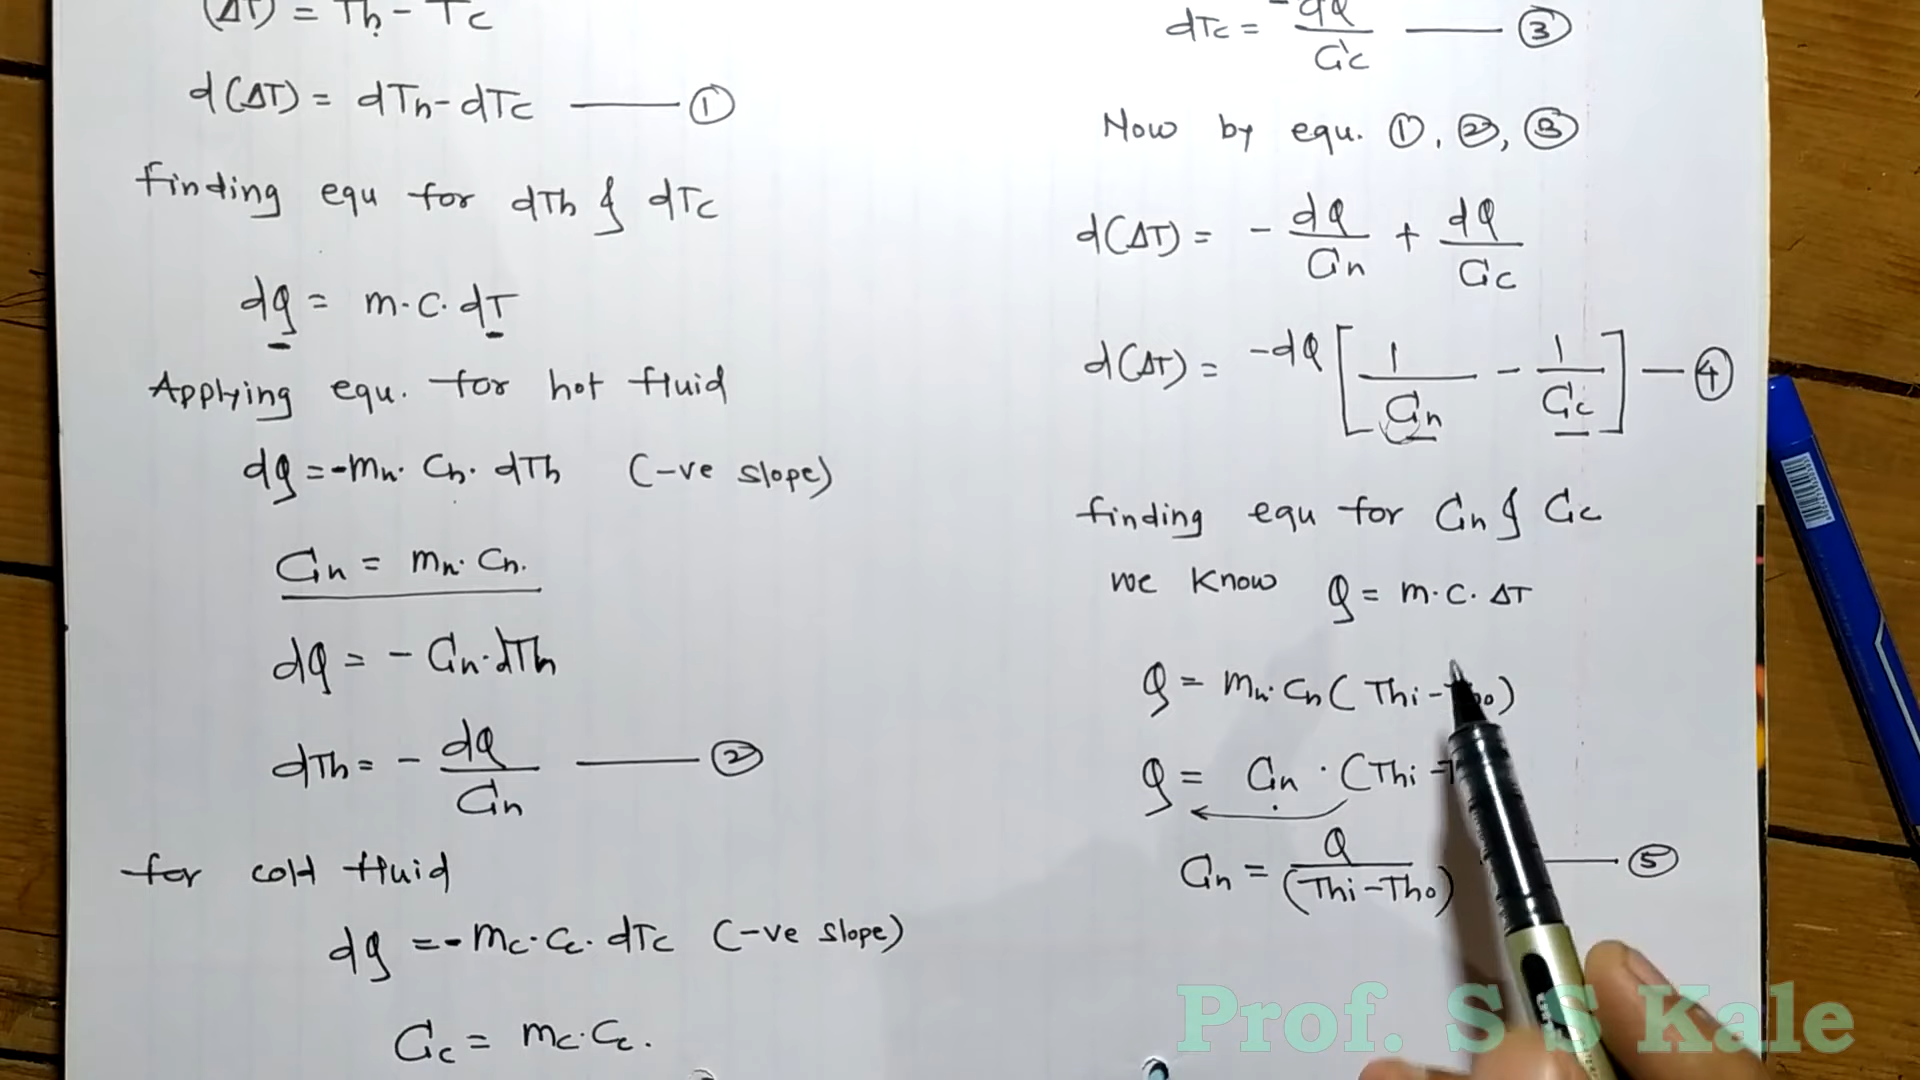 (ΔT) = Th - Tc
d(ΔT) = dTh - dTc —— ①
finding equ for dTh & dTc
dq = m·c·dT
Applying equ. for hot fluid
dq = -mh·Ch·dTh (-ve slope)
Ch = mh·Ch.
dQ = - Ch·dTh
dTh = - dQ/Ch —— ②
for cold fluid
dq = -mc·Cc·dTc (-ve slope)
Cc = mc·Cc.
dTc = -dQ/Cc —— ③
Now by equ. ①, ②, ③
d(ΔT) = - dQ/Ch + dQ/Cc
d(ΔT) = -dQ [1/Ch - 1/Cc] — ④
finding equ for Ch & Cc
we know Q = m·c·ΔT
Q = mh·Ch (Thi - Tho)
Q = Ch · (Thi - T
Ch = Q/(Thi - Tho) —— ⑤
Prof. S S Kale